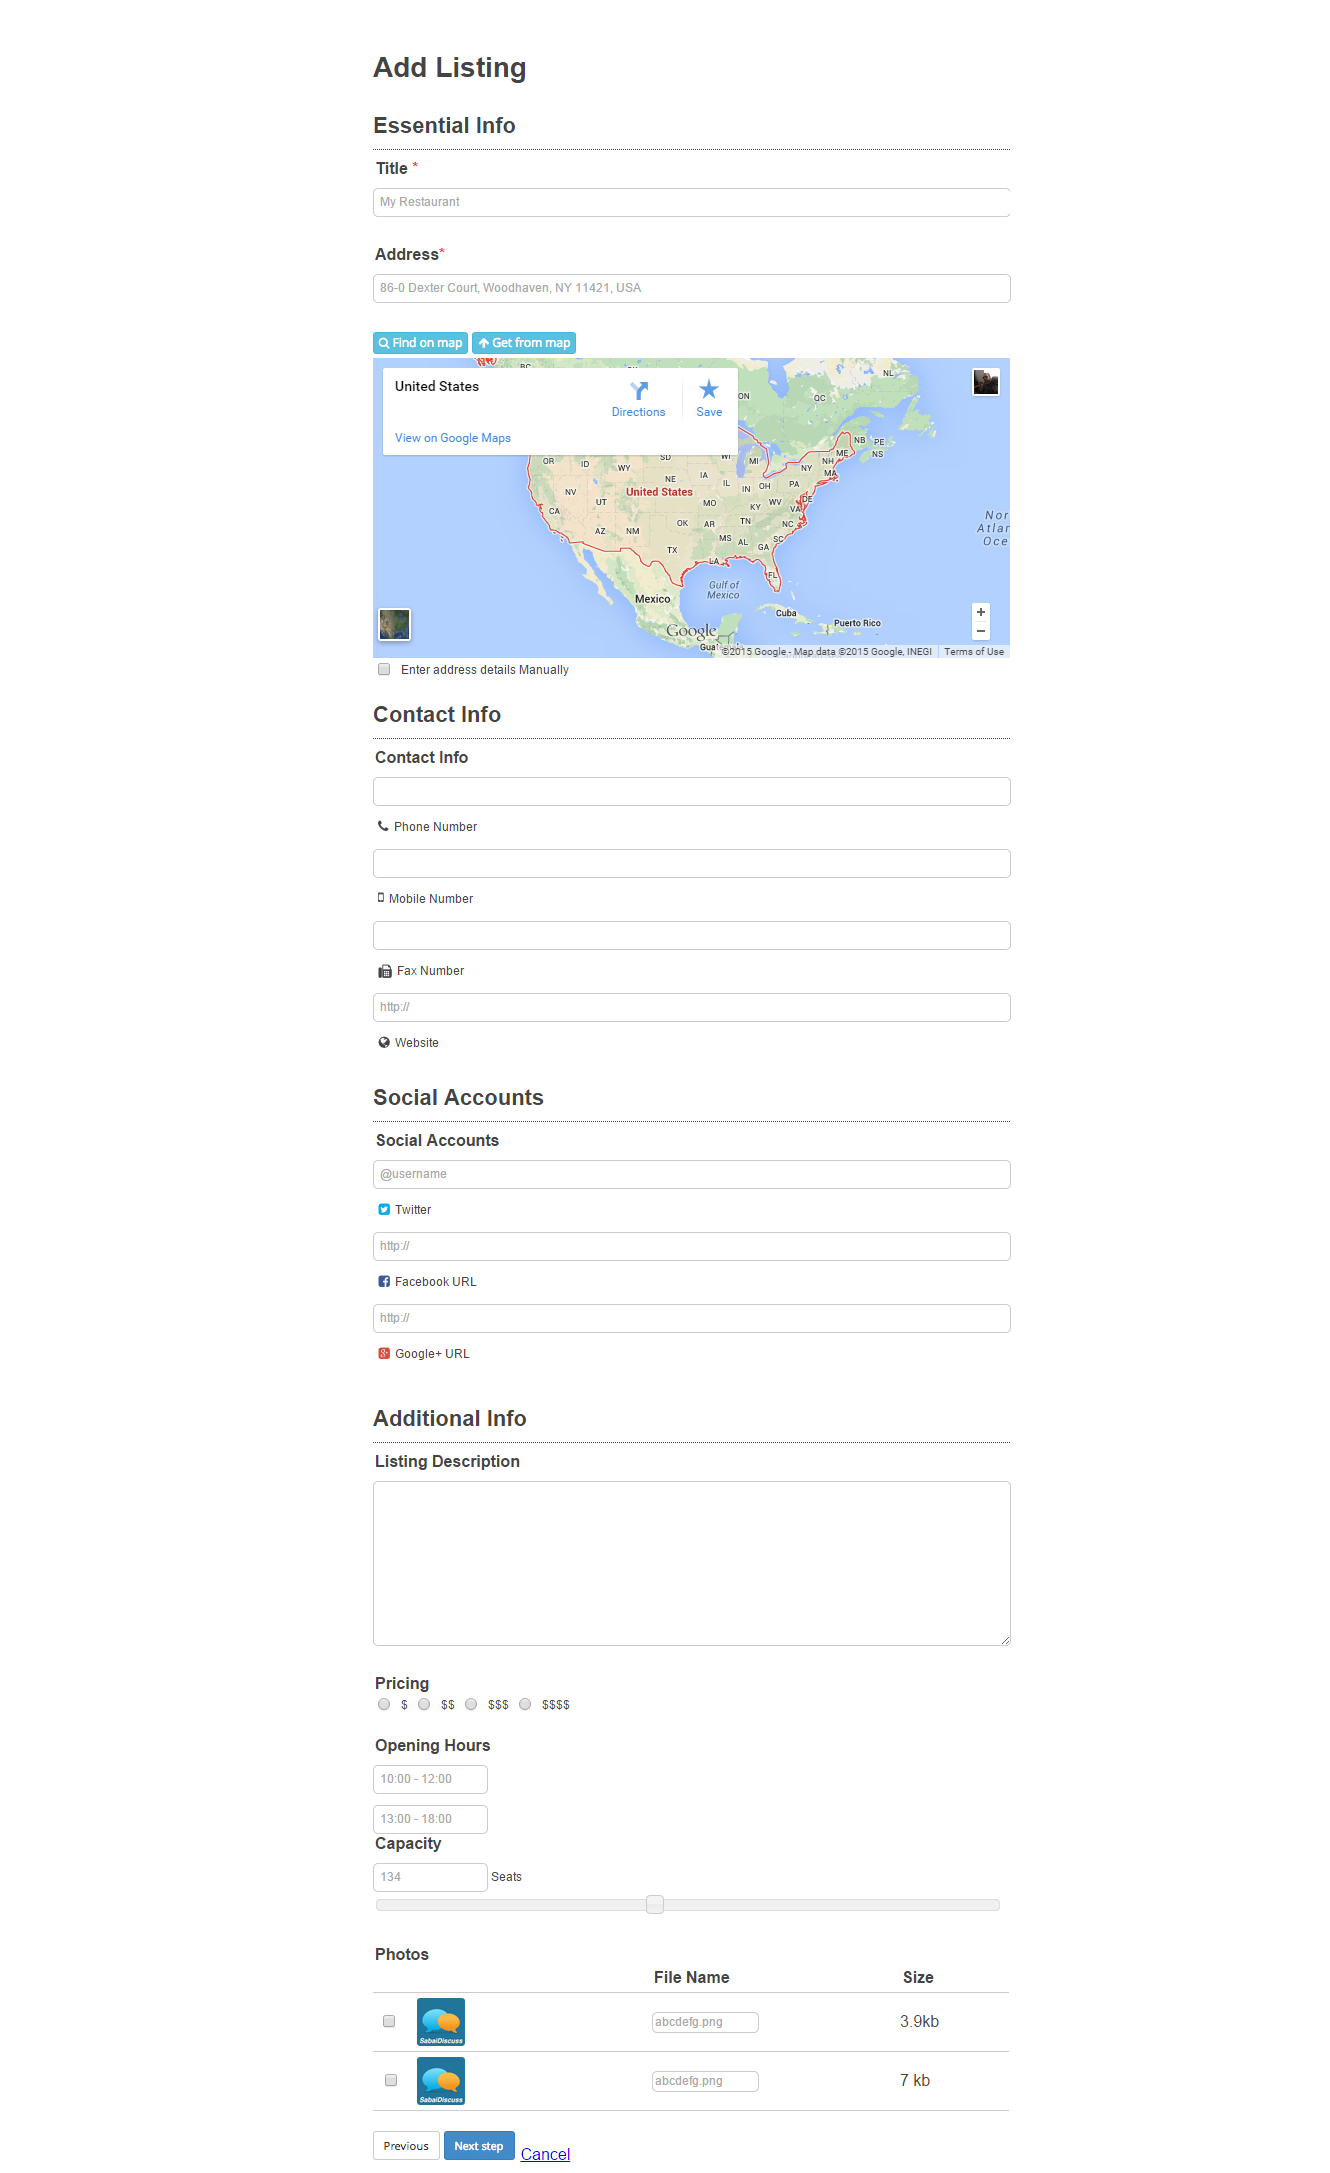 Add Listing
Essential Info
Title *
My Restaurant
Address*
86-0 Dexter Court, Woodhaven, NY 11421, USA
Find on map Get from map
United States
Directions Save
View on Google Maps
BC
ON
QC
NL
NB PE
ME NS
NH
MA
NY
MI
WI
SD
OR
ID
WY
IA
NE
IL IN OH PA
NV
UT
United States
MO
KY WV
DE
VA
CA
AZ NM
OK AR TN
NC
MS AL
SC
GA
TX
LA
FL
Nor
Atlan
Oce
Gulf of
Mexico
Mexico
Cuba
Puerto Rico
Google
Guat
+
−
©2015 Google - Map data ©2015 Google, INEGI Terms of Use
Enter address details Manually
Contact Info
Contact Info
Phone Number
Mobile Number
Fax Number
http://
Website
Social Accounts
Social Accounts
@username
Twitter
http://
Facebook URL
http://
Google+ URL
Additional Info
Listing Description
Pricing
$ $$ $$$ $$$$
Opening Hours
10:00 - 12:00
13:00 - 18:00
Capacity
134 Seats
Photos
File Name Size
SabaiDiscuss abcdefg.png 3.9kb
SabaiDiscuss abcdefg.png 7 kb
Previous Next step Cancel